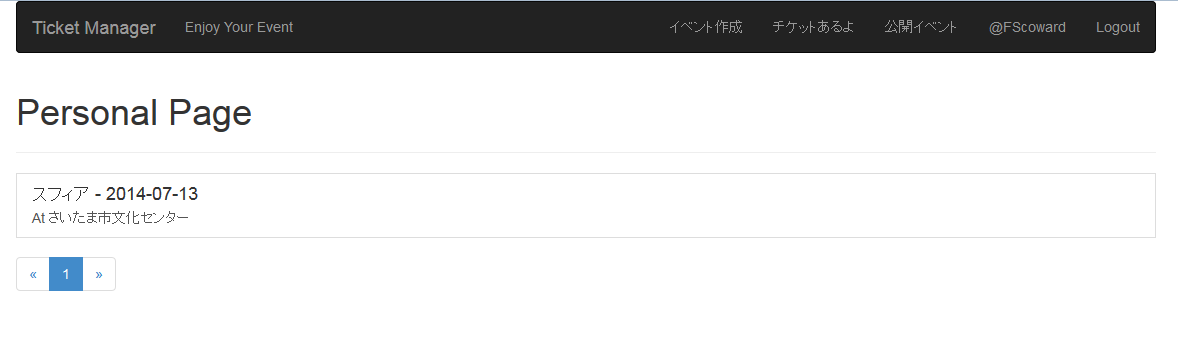 Ticket Manager Enjoy Your Event イベント作成 チケットあるよ 公開イベント @FScoward Logout
Personal Page
スフィア - 2014-07-13
At さいたま市文化センター
« 1 »